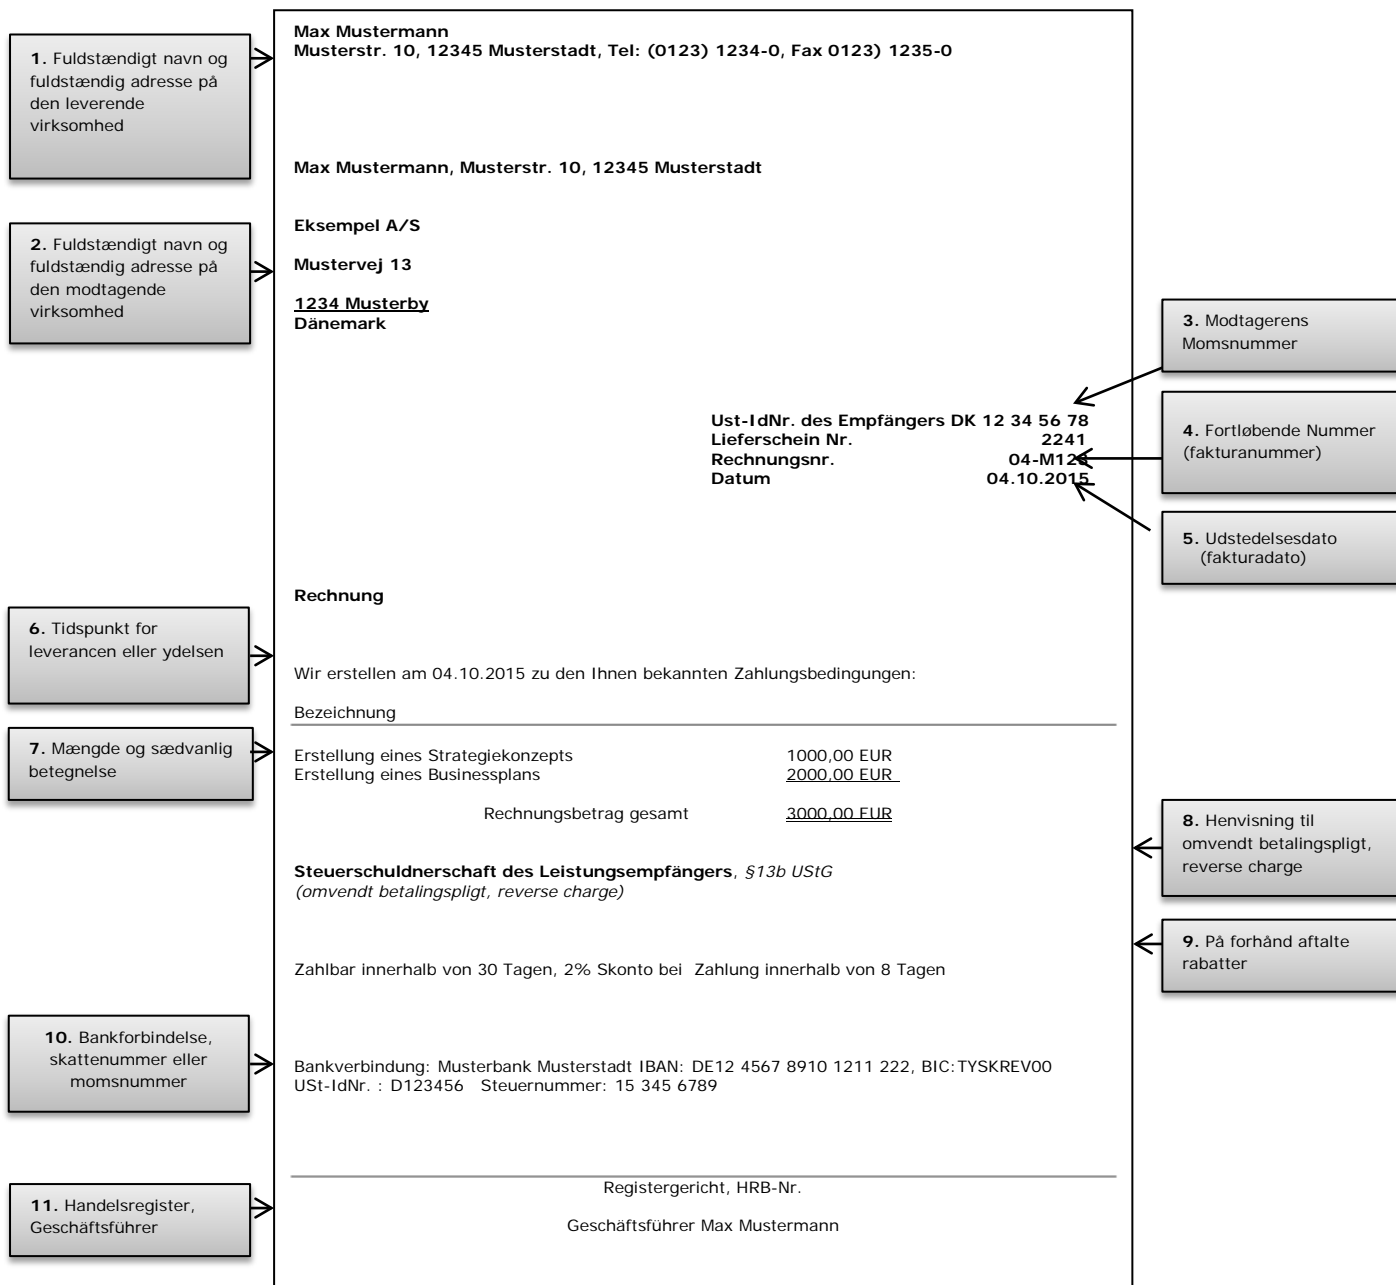 Max Mustermann
Musterstr. 10, 12345 Musterstadt, Tel: (0123) 1234-0, Fax 0123) 1235-0
1. Fuldstændigt navn og
fuldstændig adresse på
den leverende
virksomhed
Max Mustermann, Musterstr. 10, 12345 Musterstadt
2. Fuldstændigt navn og
fuldstændig adresse på
den modtagende
virksomhed
Eksempel A/S
Mustervej 13
1234 Musterby
Dänemark
3. Modtagerens
Momsnummer
Ust-IdNr. des Empfängers DK 12 34 56 78
Lieferschein Nr. 2241
Rechnungsnr. 04-M123
Datum 04.10.2015
4. Fortløbende Nummer
(fakturanummer)
5. Udstedelsesdato
(fakturadato)
Rechnung
6. Tidspunkt for
leverancen eller ydelsen
Wir erstellen am 04.10.2015 zu den Ihnen bekannten Zahlungsbedingungen:
Bezeichnung
7. Mængde og sædvanlig
betegnelse
Erstellung eines Strategiekonzepts 1000,00 EUR
Erstellung eines Businessplans 2000,00 EUR
Rechnungsbetrag gesamt 3000,00 EUR
8. Henvisning til
omvendt betalingspligt,
reverse charge
Steuerschuldnerschaft des Leistungsempfängers, §13b UStG
(omvendt betalingspligt, reverse charge)
9. På forhånd aftalte
rabatter
Zahlbar innerhalb von 30 Tagen, 2% Skonto bei Zahlung innerhalb von 8 Tagen
10. Bankforbindelse,
skattenummer eller
momsnummer
Bankverbindung: Musterbank Musterstadt IBAN: DE12 4567 8910 1211 222, BIC:TYSKREV00
USt-IdNr. : D123456 Steuernummer: 15 345 6789
11. Handelsregister,
Geschäftsführer
Registergericht, HRB-Nr.
Geschäftsführer Max Mustermann